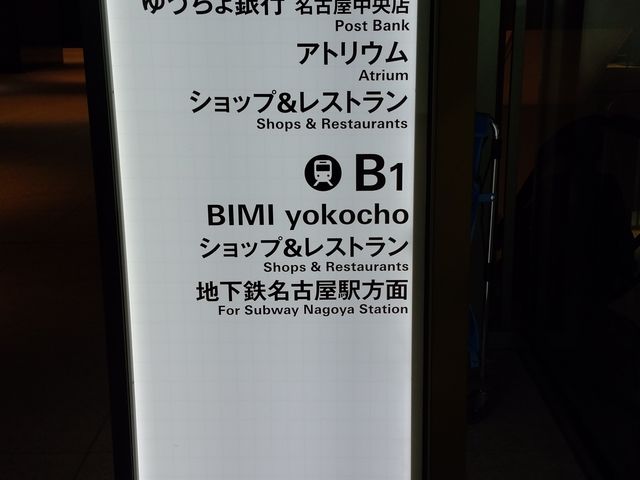 ゆうちょ銀行 名古屋中央店
Post Bank
アトリウム
Atrium
ショップ&レストラン
Shops & Restaurants
B1
BIMI yokocho
ショップ&レストラン
Shops & Restaurants
地下鉄名古屋駅方面
For Subway Nagoya Station